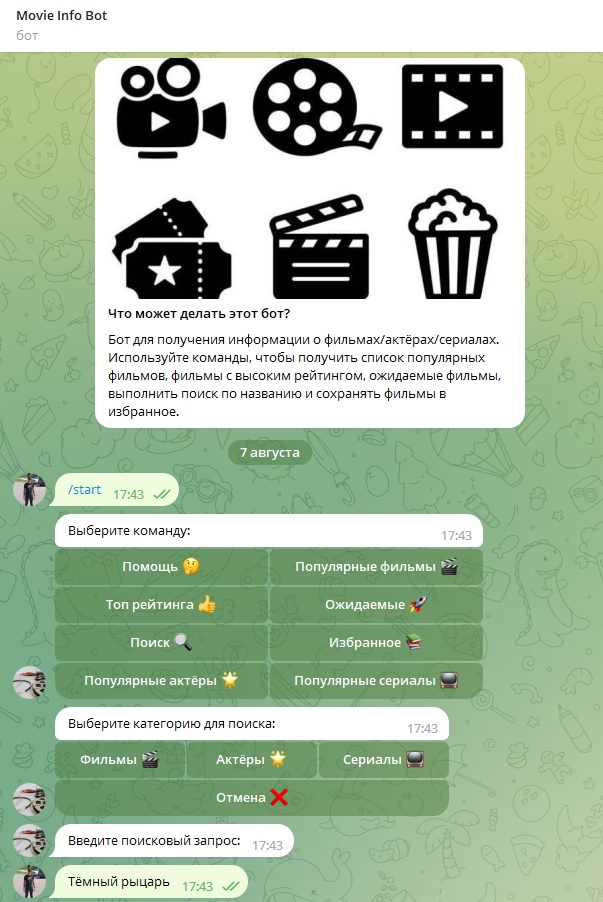 Movie Info Bot
бот
Что может делать этот бот?
Бот для получения информации о фильмах/актёрах/сериалах.
Используйте команды, чтобы получить список популярных
фильмов, фильмы с высоким рейтингом, ожидаемые фильмы,
выполнить поиск по названию и сохранять фильмы в
избранное.
7 августа
/start 17:43
Выберите команду: 17:43
Помощь 🤔 Популярные фильмы 🎬
Топ рейтинга 👍 Ожидаемые 🚀
Поиск 🔍 Избранное 📚
Популярные актёры 🌟 Популярные сериалы 📺
Выберите категорию для поиска: 17:43
Фильмы 🎬 Актёры 🌟 Сериалы 📺
Отмена ❌
Введите поисковый запрос: 17:43
Тёмный рыцарь 17:43